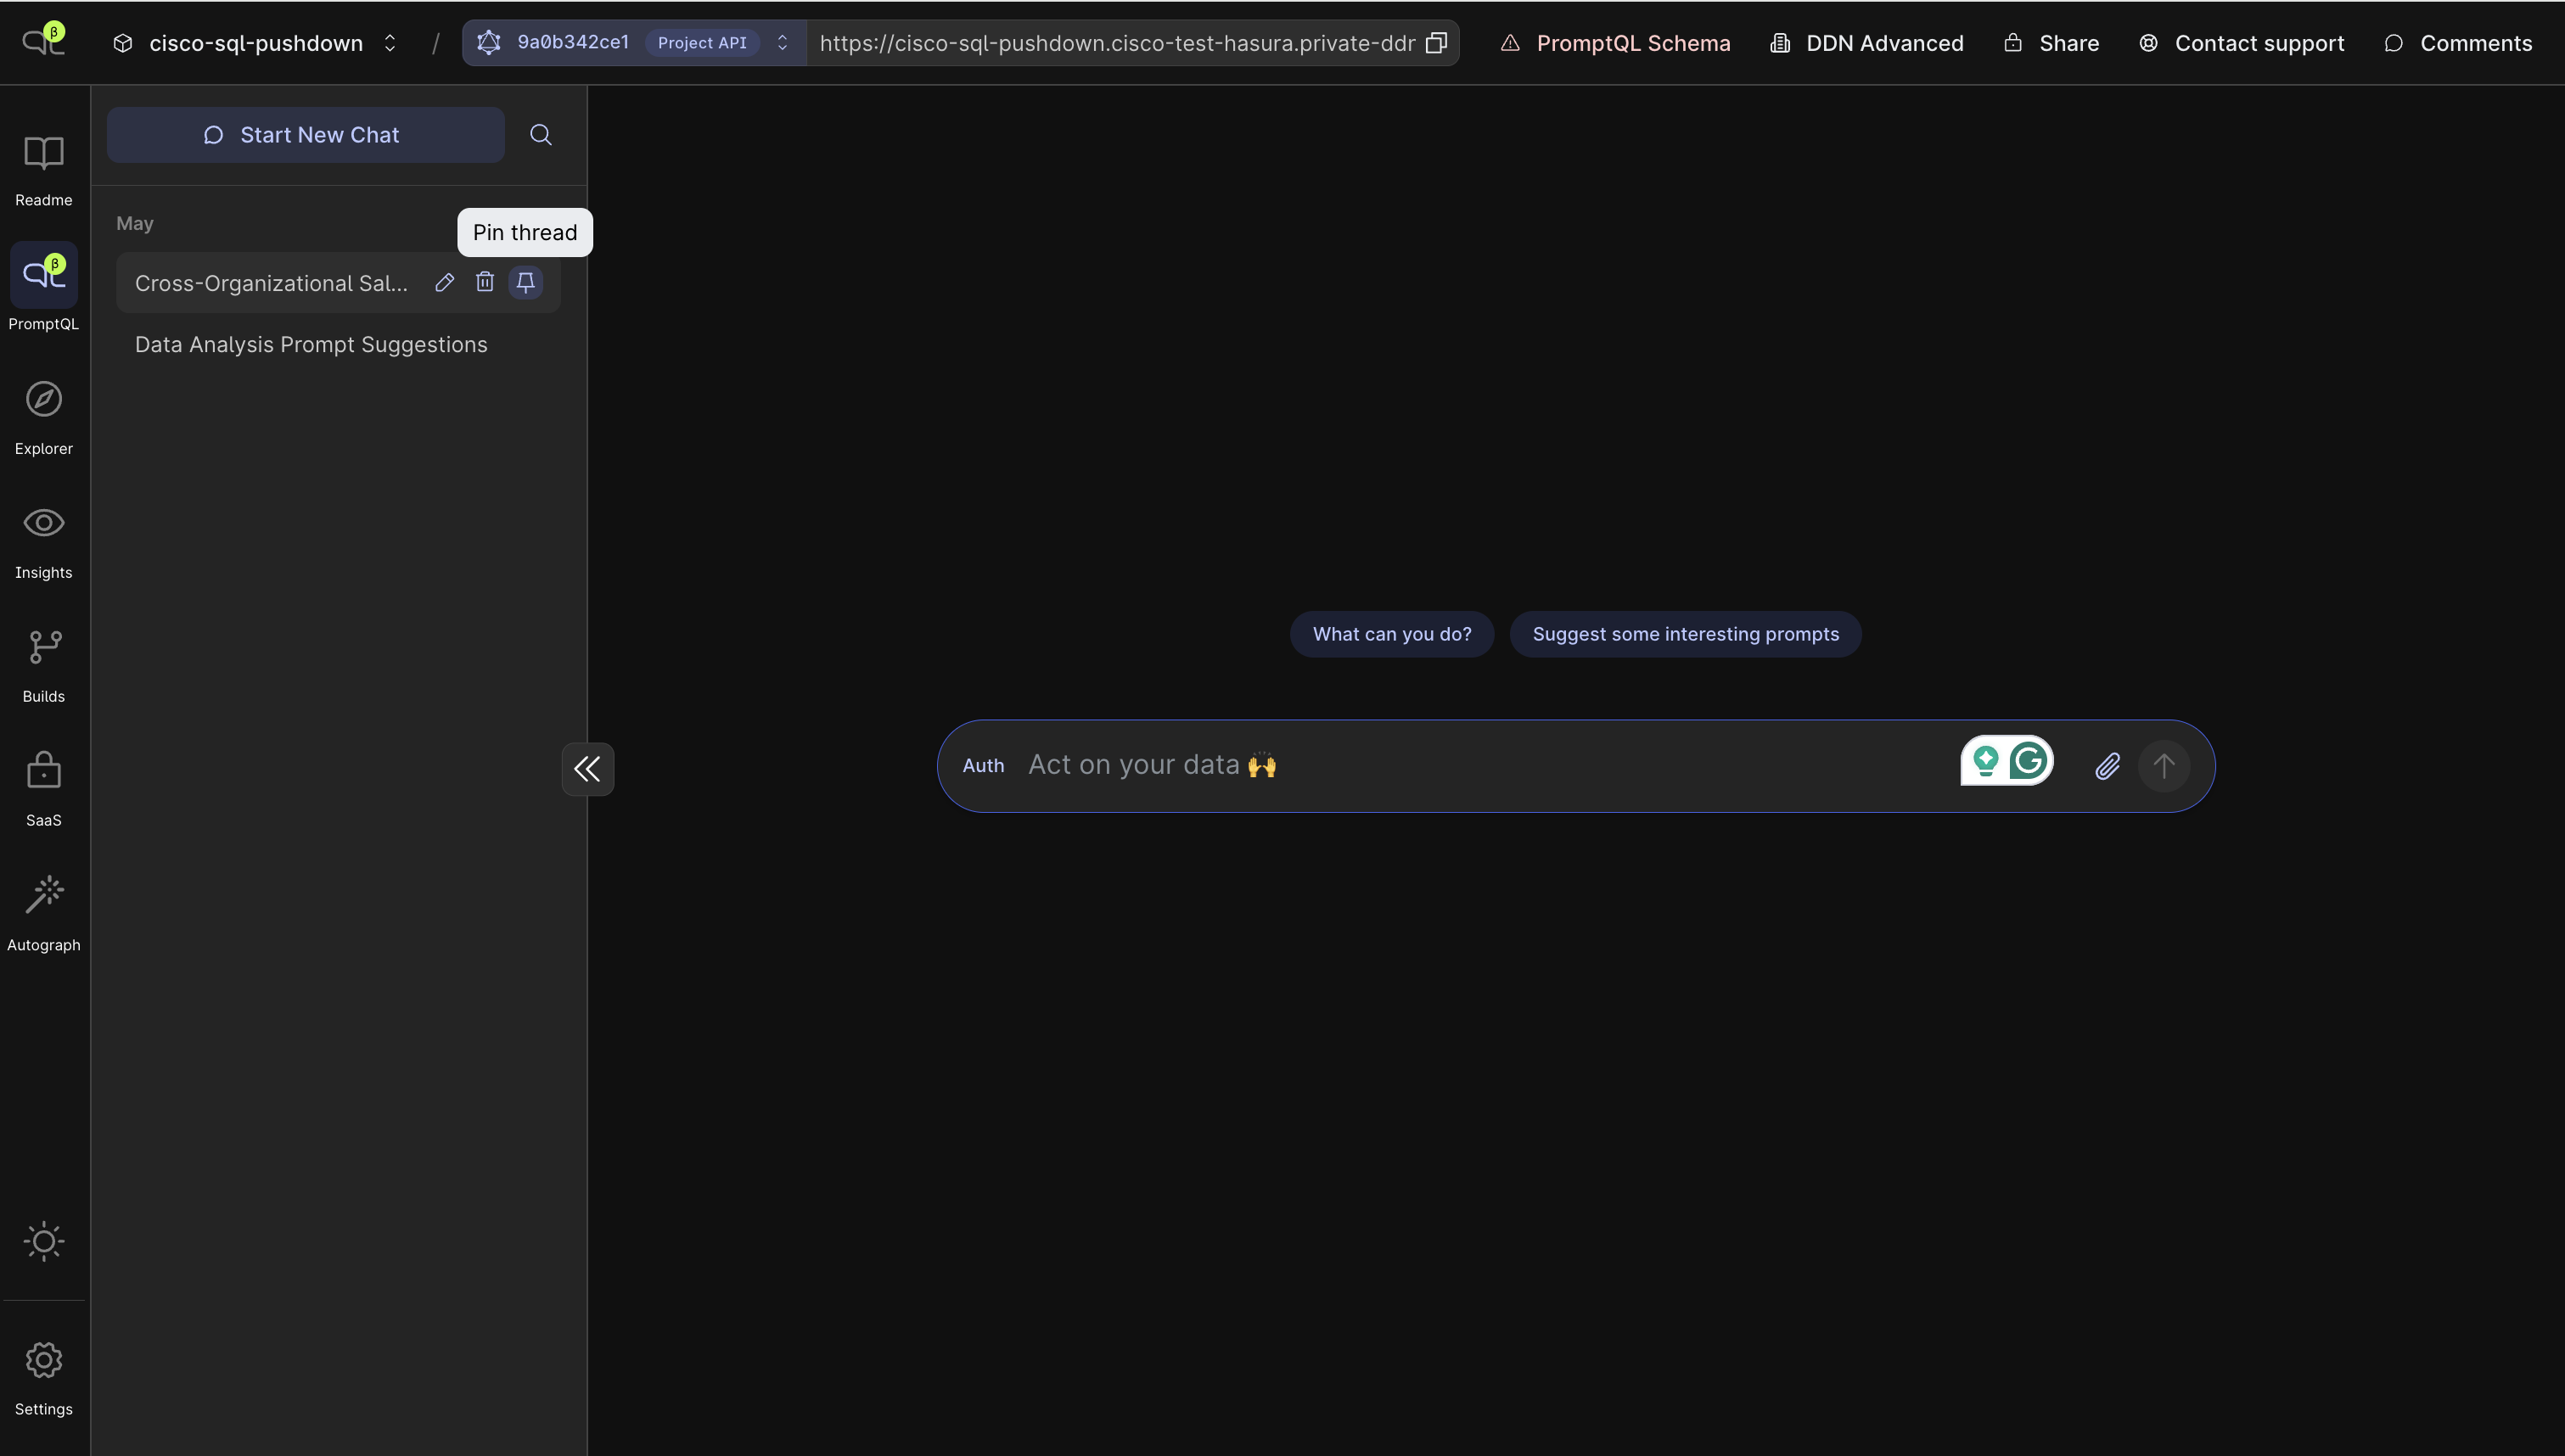 β
cisco-sql-pushdown / 9a0b342ce1 Project API https://cisco-sql-pushdown.cisco-test-hasura.private-ddr PromptQL Schema DDN Advanced Share Contact support Comments
Readme
β
PromptQL
Explorer
Insights
Builds
SaaS
Autograph
Settings
Start New Chat
May
Pin thread
Cross-Organizational Sal...
Data Analysis Prompt Suggestions
What can you do? Suggest some interesting prompts
Auth Act on your data 🙌